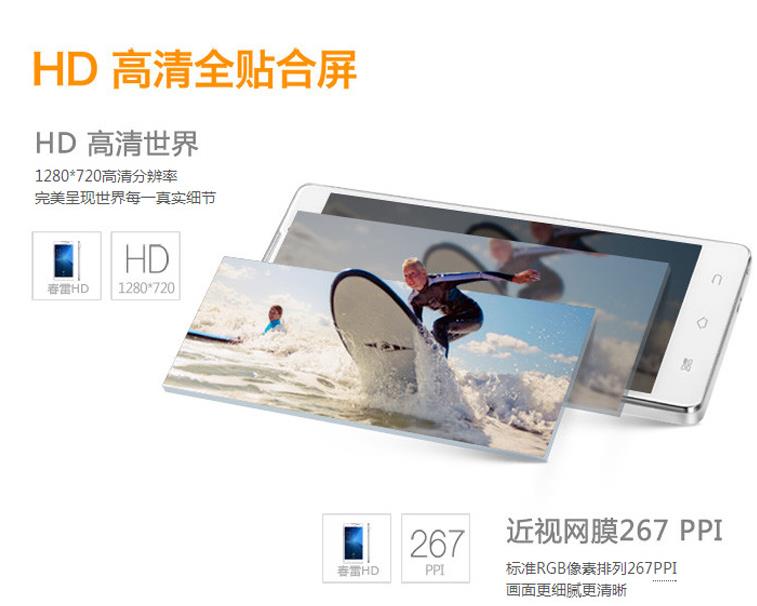 HD 高清全贴合屏
HD 高清世界
1280*720高清分辨率
完美呈现世界每一真实细节
春雷HD
HD
1280*720
春雷HD
267
PPI
近视网膜267 PPI
标准RGB像素排列267PPI
画面更细腻更清晰